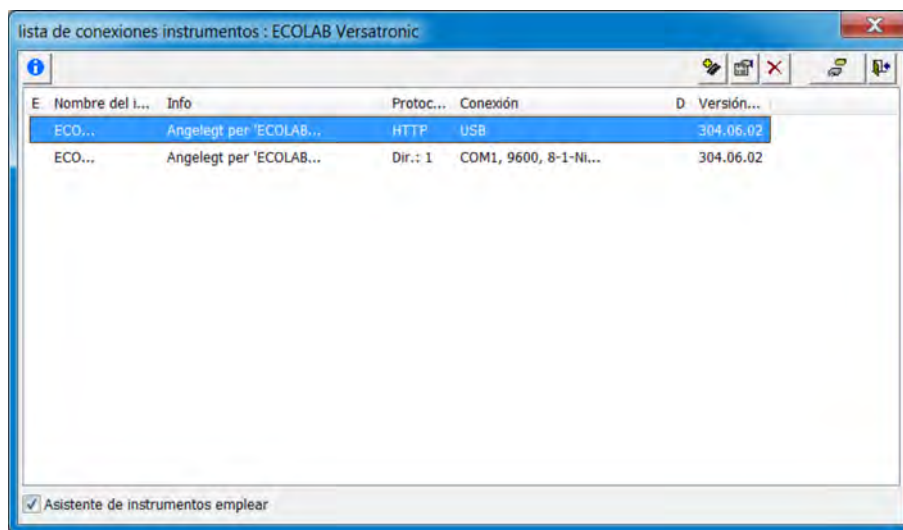 lista de conexiones instrumentos : ECOLAB Versatronic
E Nombre del i... Info Protoc... Conexión D Versión...
ECO... Angelegt per 'ECOLAB... HTTP USB 304.06.02
ECO... Angelegt per 'ECOLAB... Dir.: 1 COM1, 9600, 8-1-Ni... 304.06.02
Asistente de instrumentos emplear